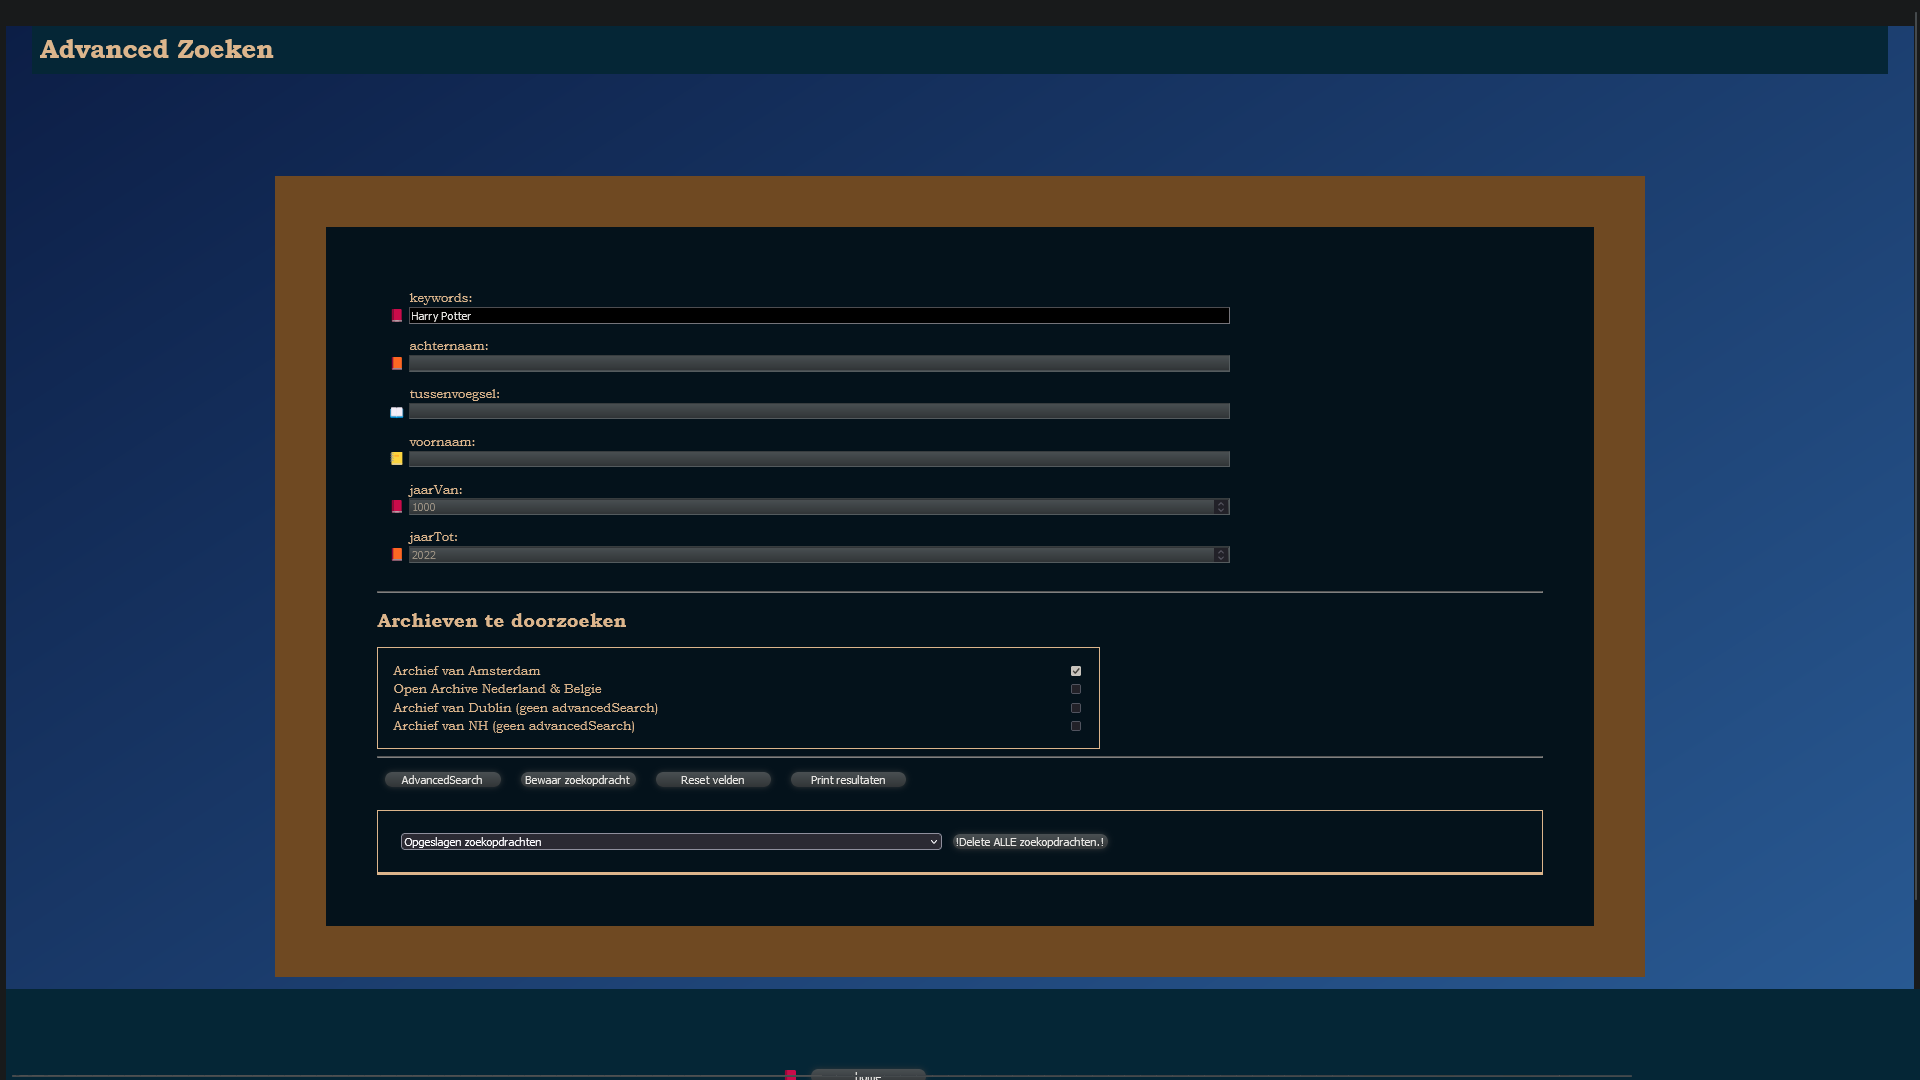 Advanced Zoeken
keywords:
Harry Potter
achternaam:
tussenvoegsel:
voornaam:
jaarVan:
1000
jaarTot:
2022
Archieven te doorzoeken
Archief van Amsterdam
Open Archive Nederland & Belgie
Archief van Dublin (geen advancedSearch)
Archief van NH (geen advancedSearch)
AdvancedSearch Bewaar zoekopdracht Reset velden Print resultaten
Opgeslagen zoekopdrachten !Delete ALLE zoekopdrachten.!